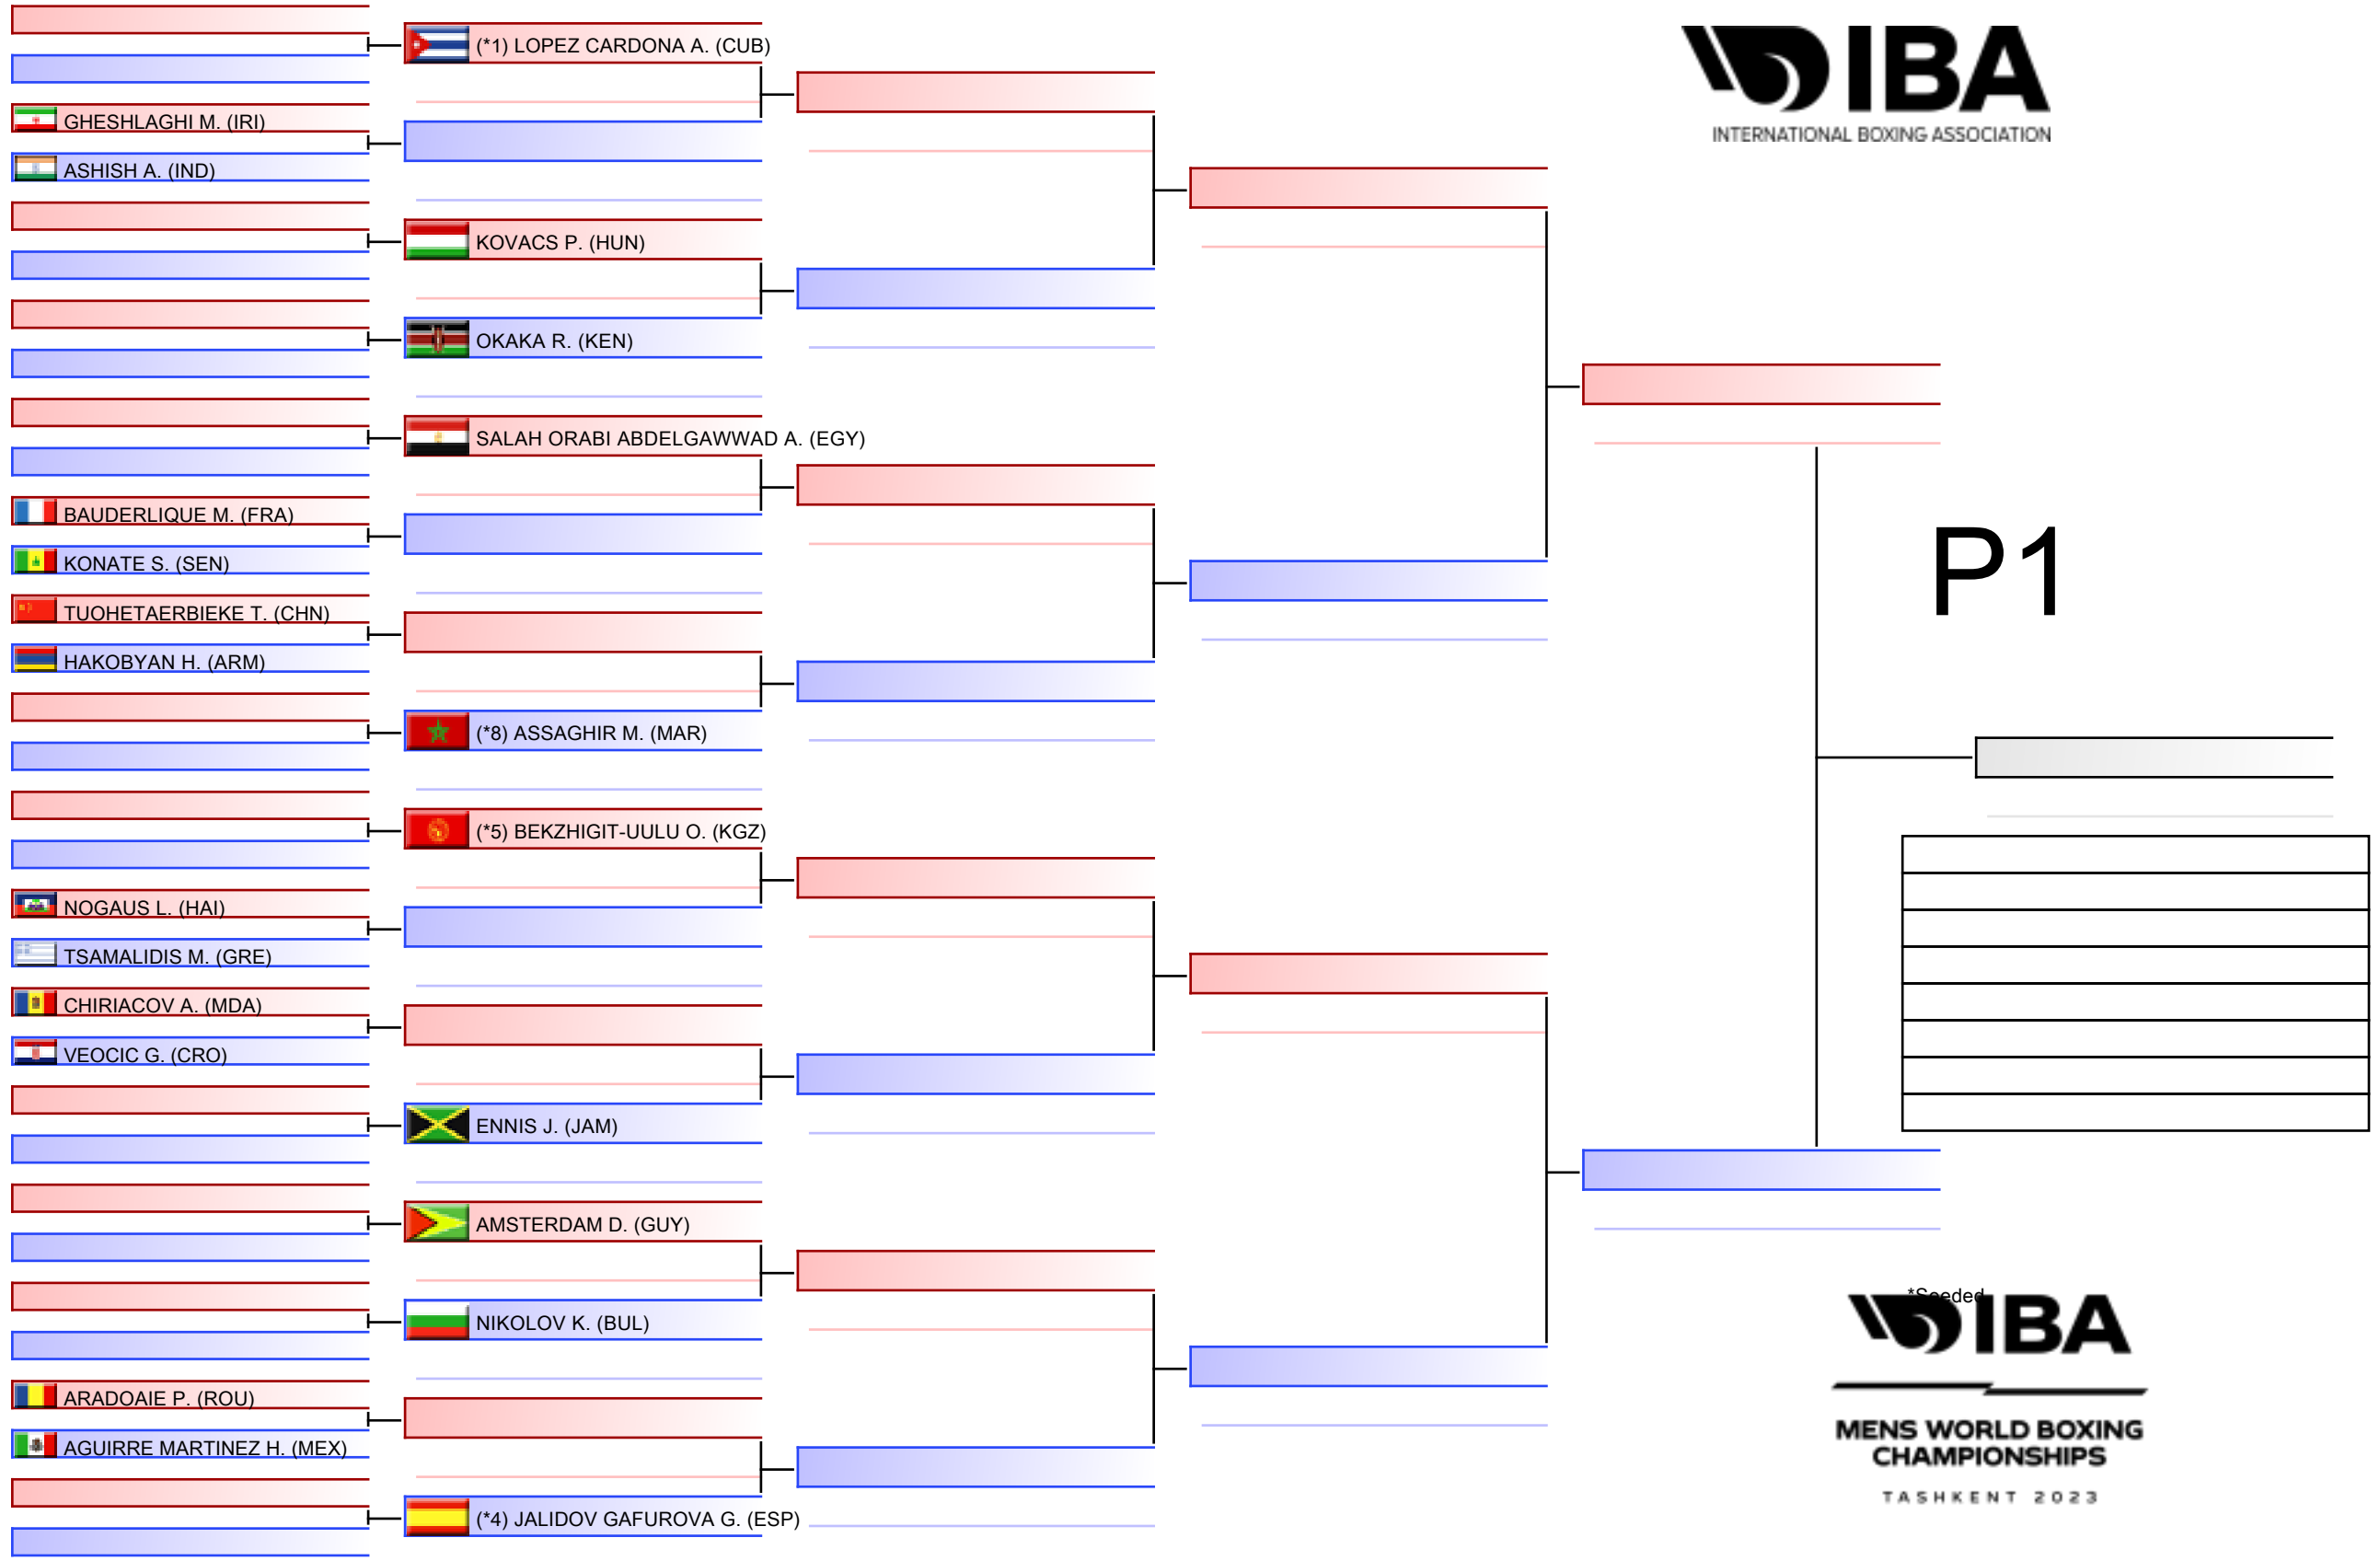 (*1) LOPEZ CARDONA A. (CUB)
GHESHLAGHI M. (IRI)
ASHISH A. (IND)
KOVACS P. (HUN)
OKAKA R. (KEN)
SALAH ORABI ABDELGAWWAD A. (EGY)
BAUDERLIQUE M. (FRA)
KONATE S. (SEN)
TUOHETAERBIEKE T. (CHN)
HAKOBYAN H. (ARM)
(*8) ASSAGHIR M. (MAR)
(*5) BEKZHIGIT-UULU O. (KGZ)
NOGAUS L. (HAI)
TSAMALIDIS M. (GRE)
CHIRIACOV A. (MDA)
VEOCIC G. (CRO)
ENNIS J. (JAM)
AMSTERDAM D. (GUY)
NIKOLOV K. (BUL)
ARADOAIE P. (ROU)
AGUIRRE MARTINEZ H. (MEX)
(*4) JALIDOV GAFUROVA G. (ESP)
IBA
INTERNATIONAL BOXING ASSOCIATION
P1
*Seeded
IBA
MENS WORLD BOXING
CHAMPIONSHIPS
TASHKENT 2023